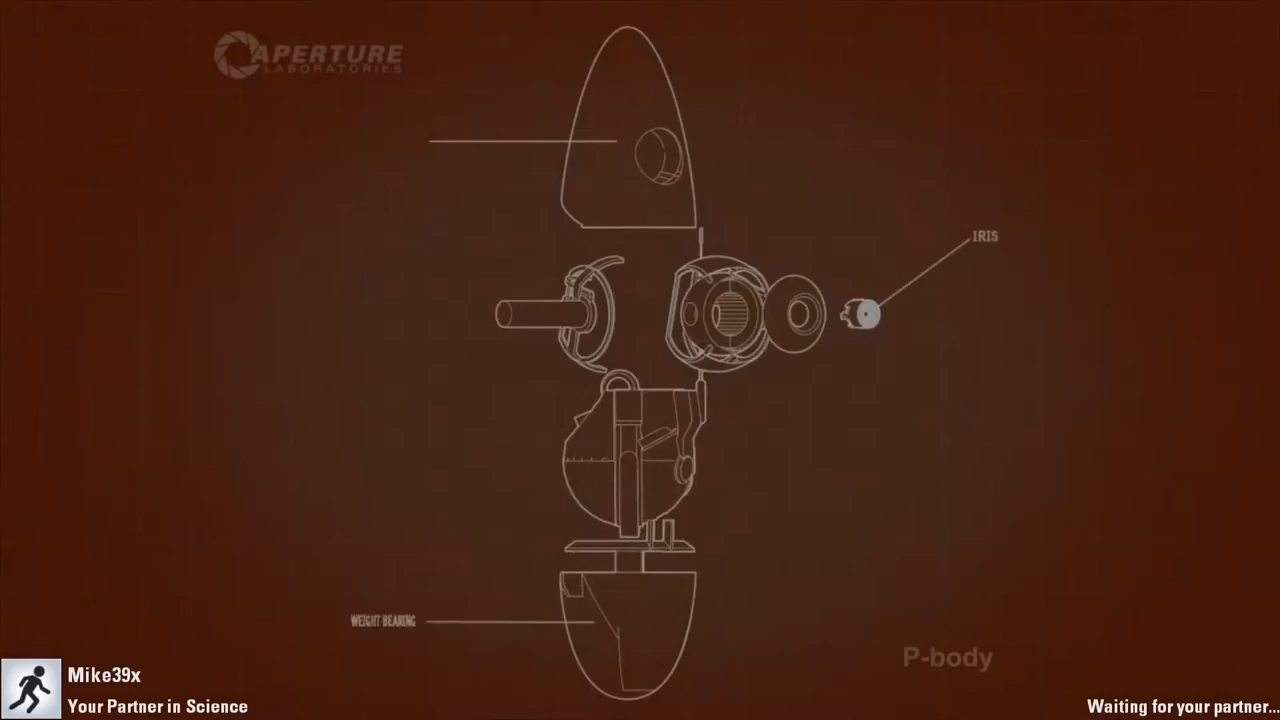 APERTURE
LABORATORIES
IRIS
WEIGHT BEARING
P-body
Mike39x
Your Partner in Science
Waiting for your partner...